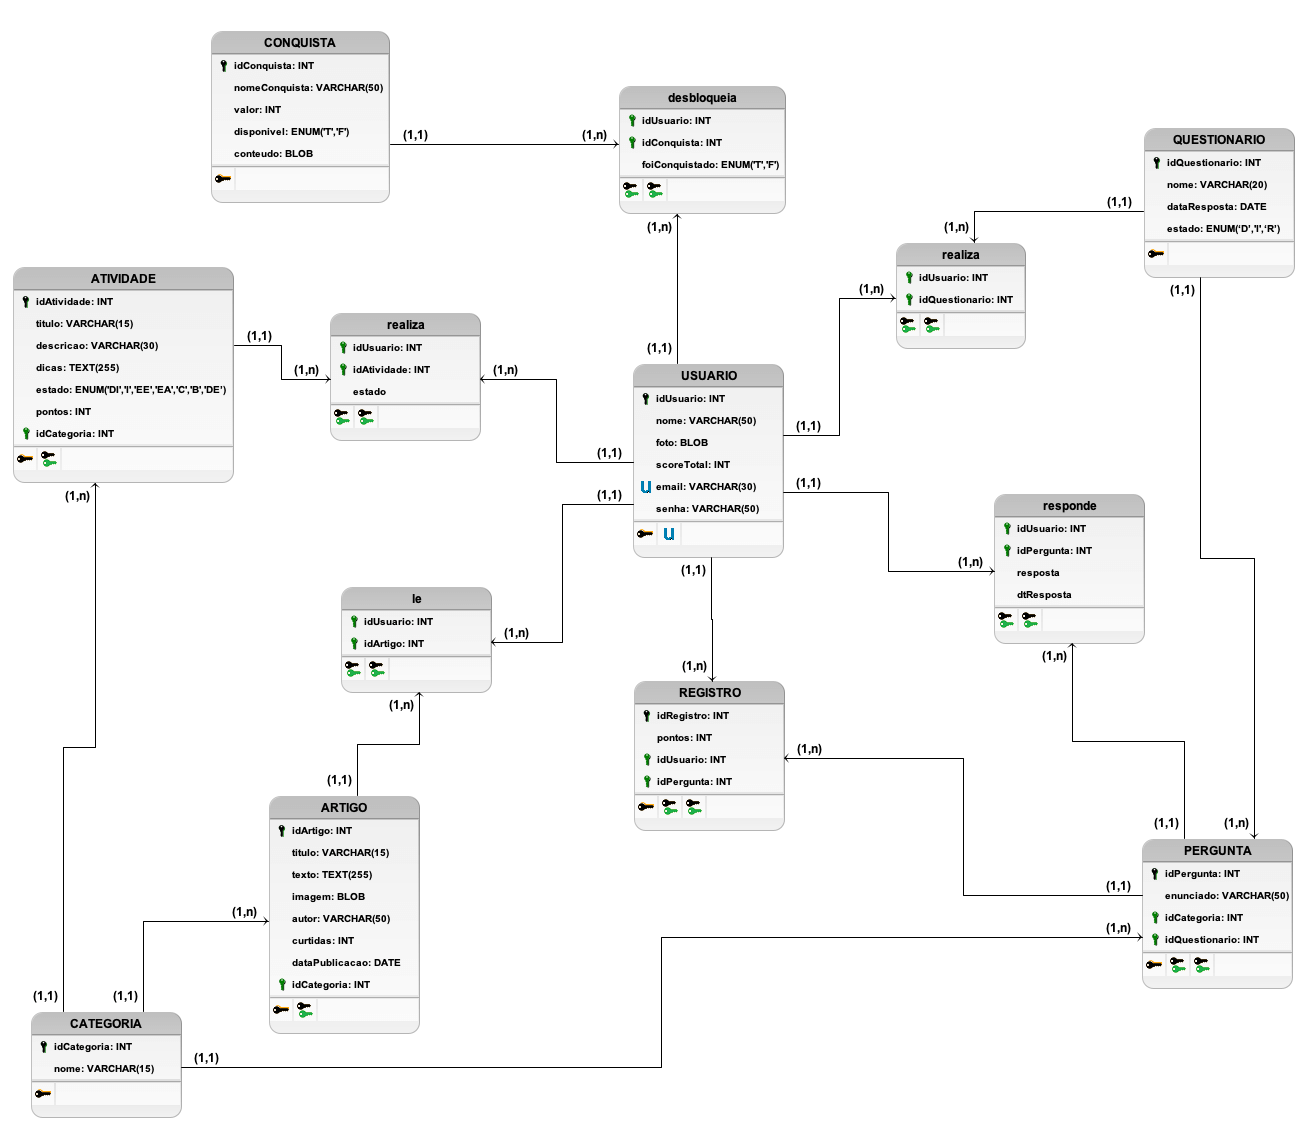 CONQUISTA
idConquista: INT
nomeConquista: VARCHAR(50)
valor: INT
disponivel: ENUM('T','F')
conteudo: BLOB
(1,1)
(1,n)
desbloqueia
idUsuario: INT
idConquista: INT
foiConquistado: ENUM('T','F')
(1,n)
(1,1)
QUESTIONARIO
idQuestionario: INT
nome: VARCHAR(20)
dataResposta: DATE
estado: ENUM('D','I','R')
(1,1)
(1,n)
(1,1)
realiza
idUsuario: INT
idQuestionario: INT
(1,n)
(1,1)
ATIVIDADE
idAtividade: INT
titulo: VARCHAR(15)
descricao: VARCHAR(30)
dicas: TEXT(255)
estado: ENUM('DI','I','EE','EA','C','B','DE')
pontos: INT
idCategoria: INT
(1,1)
(1,n)
(1,n)
realiza
idUsuario: INT
idAtividade: INT
estado
(1,n)
(1,1)
USUARIO
idUsuario: INT
nome: VARCHAR(50)
foto: BLOB
scoreTotal: INT
u email: VARCHAR(30)
senha: VARCHAR(50)
u
(1,1)
(1,1)
(1,1)
(1,n)
responde
idUsuario: INT
idPergunta: INT
resposta
dtResposta
(1,n)
(1,1)
le
idUsuario: INT
idArtigo: INT
(1,n)
(1,n)
(1,1)
(1,n)
REGISTRO
idRegistro: INT
pontos: INT
idUsuario: INT
idPergunta: INT
(1,n)
(1,1)
ARTIGO
idArtigo: INT
titulo: VARCHAR(15)
texto: TEXT(255)
imagem: BLOB
autor: VARCHAR(50)
curtidas: INT
dataPublicacao: DATE
idCategoria: INT
(1,n)
(1,n)
PERGUNTA
idPergunta: INT
enunciado: VARCHAR(50)
idCategoria: INT
idQuestionario: INT
(1,n)
(1,1)
(1,1)
CATEGORIA
idCategoria: INT
nome: VARCHAR(15)
(1,1)